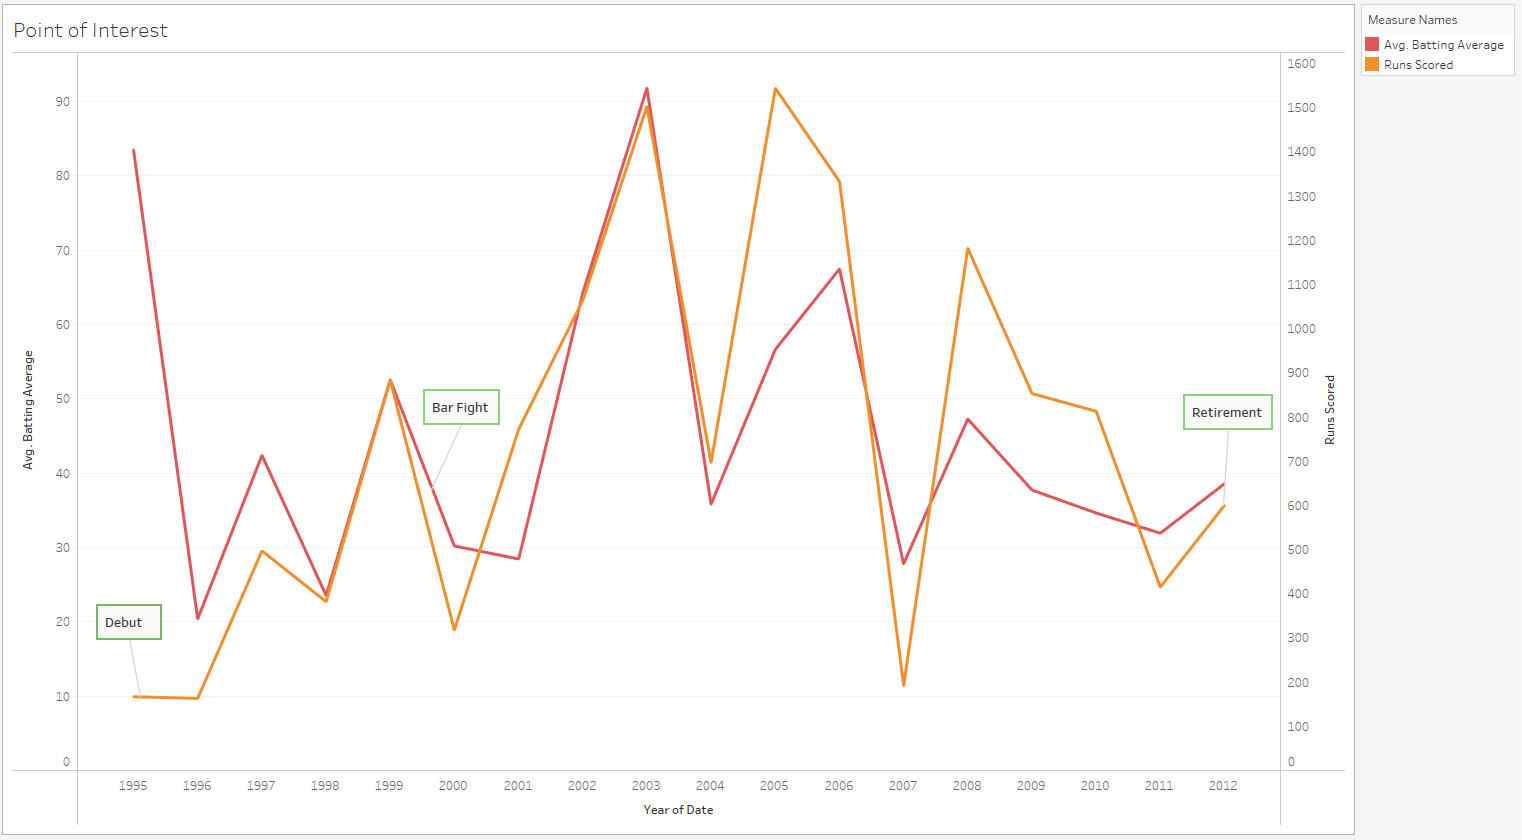 Point of Interest
Measure Names
Avg. Batting Average
Runs Scored
90
80
70
60
50
40
30
20
10
0
Avg. Batting Average
Debut
Bar Fight
Retirement
1600
1500
1400
1300
1200
1100
1000
900
800
700
600
500
400
300
200
100
0
Runs Scored
1995 1996 1997 1998 1999 2000 2001 2002 2003 2004 2005 2006 2007 2008 2009 2010 2011 2012
Year of Date